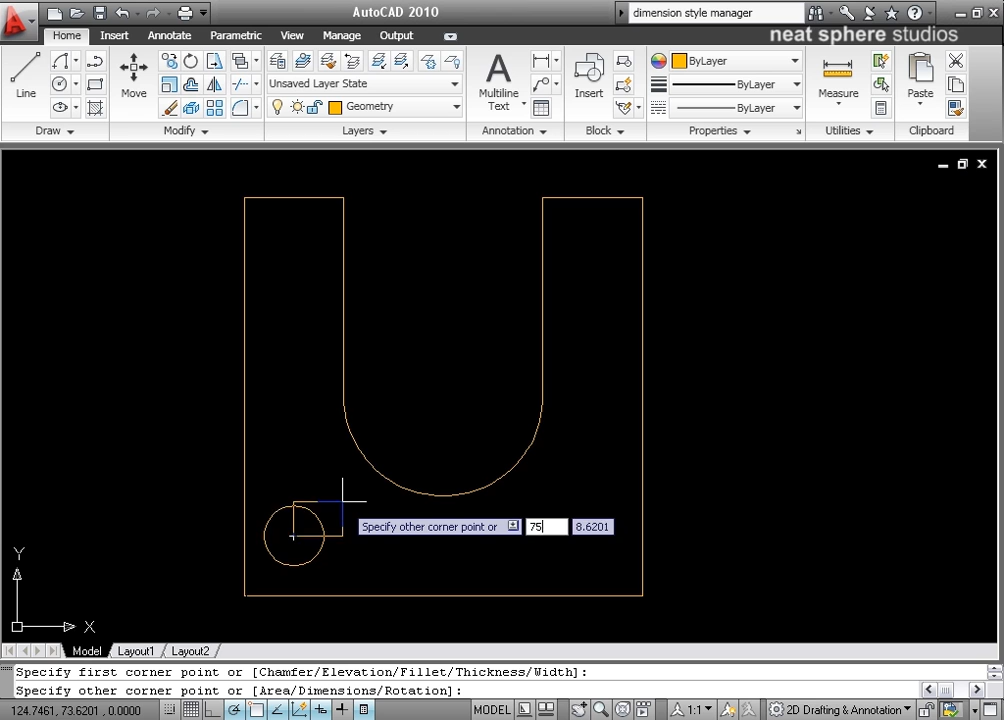 AutoCAD 2010
dimension style manager
neat sphere studios
Home
Insert
Annotate
Parametric
View
Manage
Output
Line
Move
Unsaved Layer State
Geometry
A
Multiline
Text
Insert
ByLayer
ByLayer
ByLayer
Measure
Paste
Draw
Modify
Layers
Annotation
Block
Properties
Utilities
Clipboard
Specify other corner point or
75
8.6201
Y
X
Model
Layout1
Layout2
Specify first corner point or [Chamfer/Elevation/Fillet/Thickness/Width]:
Specify other corner point or [Area/Dimensions/Rotation]:
124.7461, 73.6201 , 0.0000
MODEL
1:1
2D Drafting & Annotation